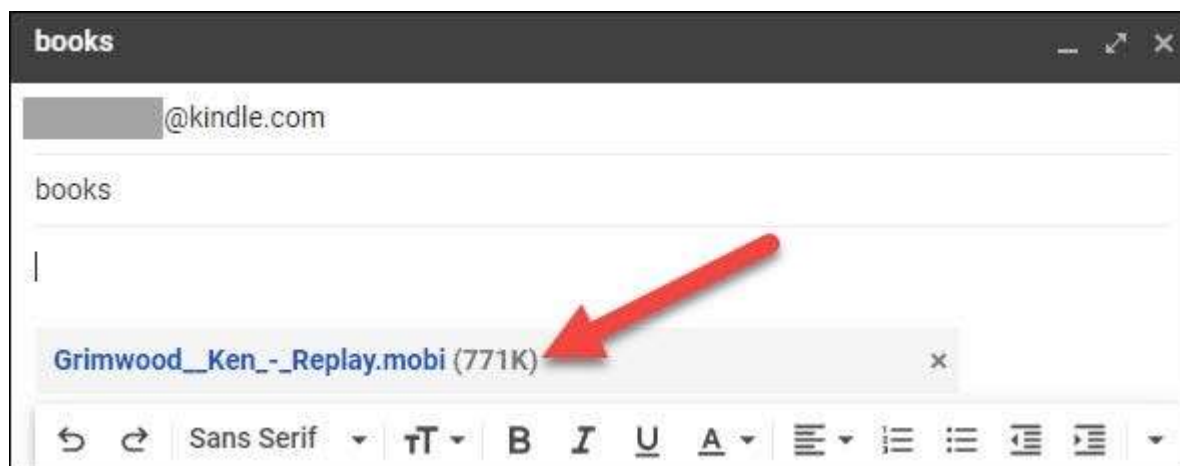 books
@kindle.com
books
Grimwood__Ken_-_Replay.mobi (771K)
Sans Serif